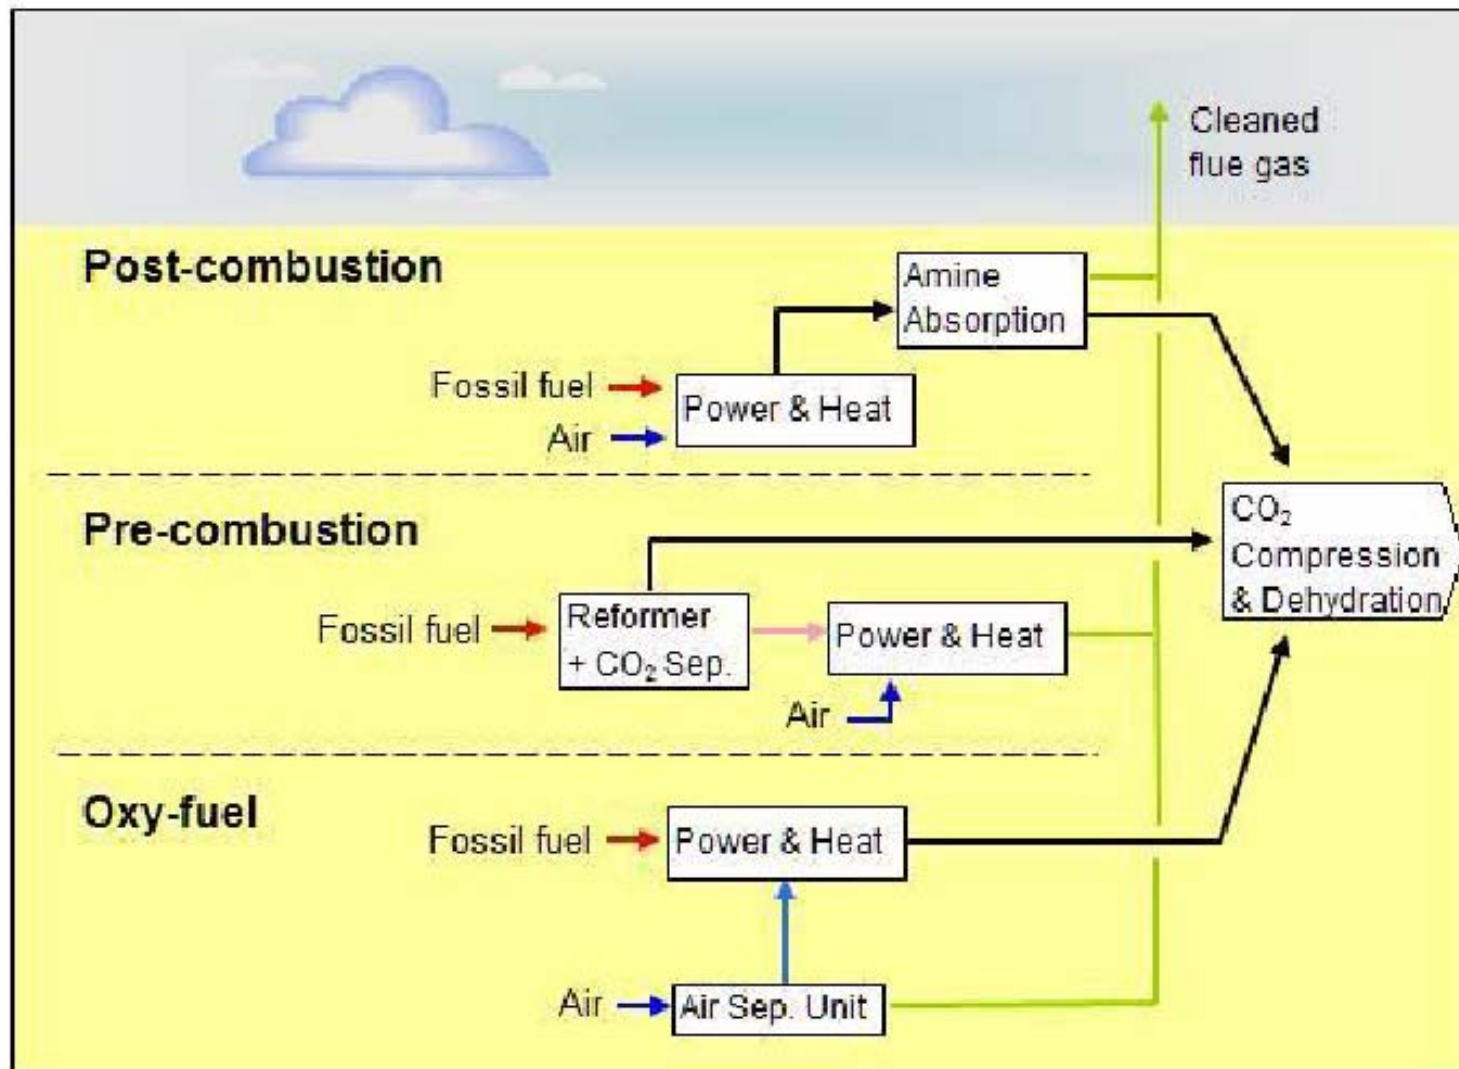 Cleaned
flue gas
Post-combustion
Amine
Absorption
Fossil fuel
Power & Heat
Air
Pre-combustion
CO₂
Compression
& Dehydration
Fossil fuel
Reformer
+ CO₂ Sep.
Power & Heat
Air
Oxy-fuel
Fossil fuel
Power & Heat
Air
Air Sep. Unit